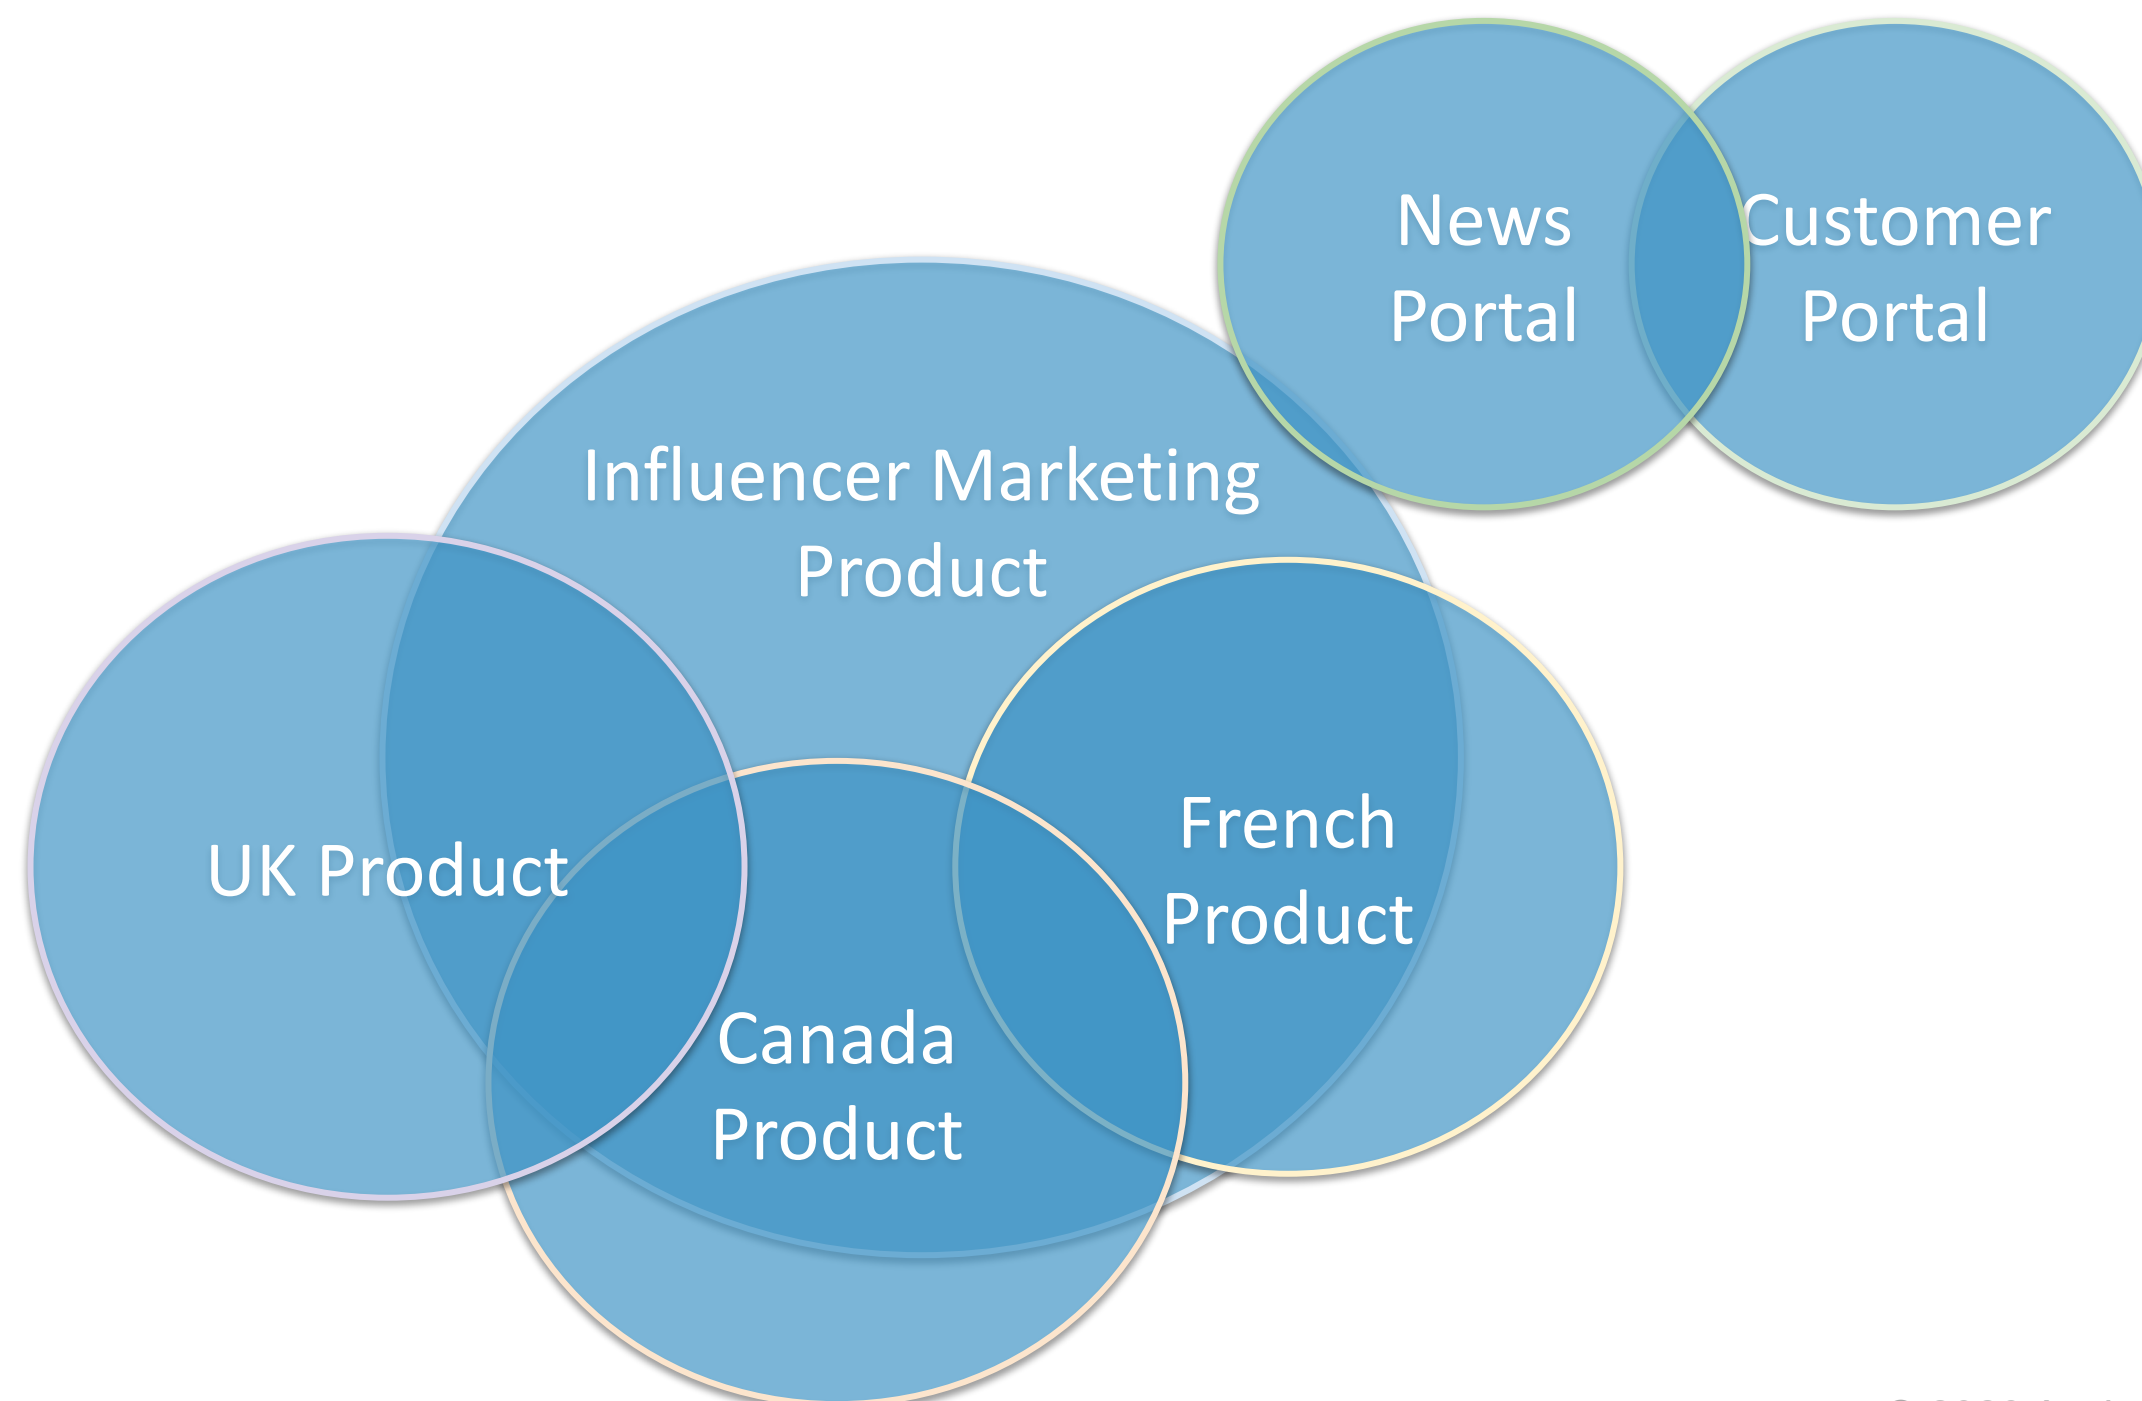 News
Portal
Customer
Portal
Influencer Marketing
Product
UK Product
French
Product
Canada
Product